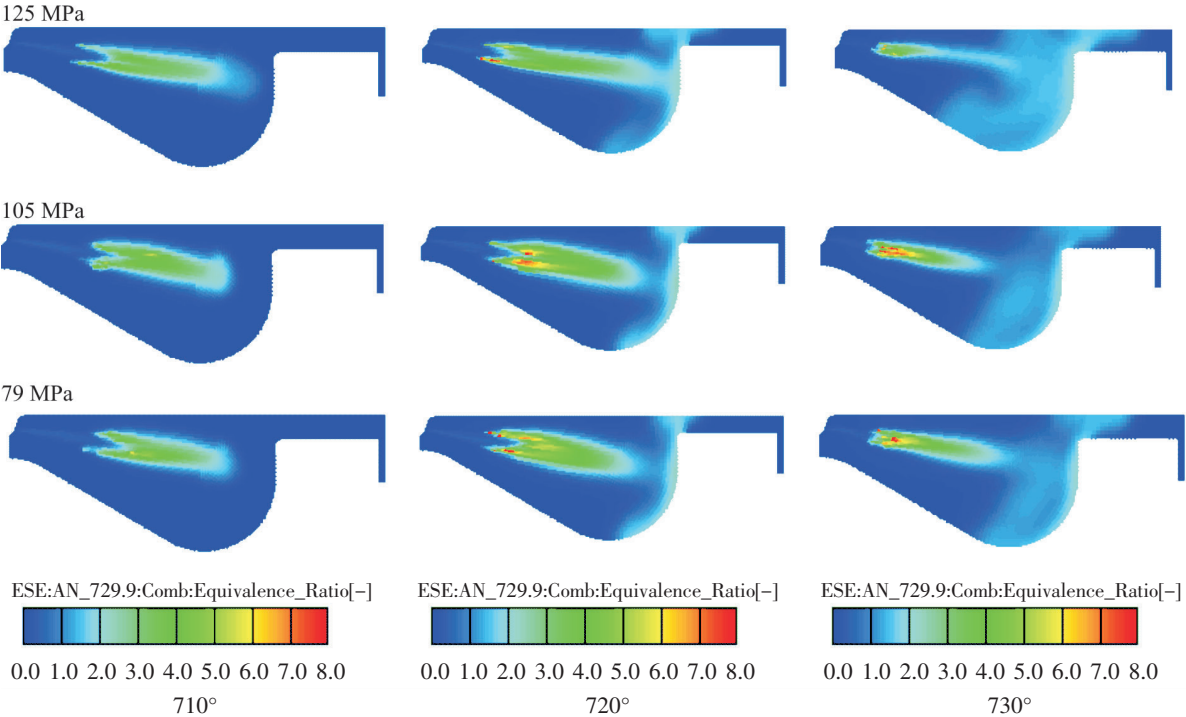 125 MPa
105 MPa
79 MPa
ESE:AN_729.9:Comb:Equivalence_Ratio[−] ESE:AN_729.9:Comb:Equivalence_Ratio[−] ESE:AN_729.9:Comb:Equivalence_Ratio[−]
0.0 1.0 2.0 3.0 4.0 5.0 6.0 7.0 8.0 0.0 1.0 2.0 3.0 4.0 5.0 6.0 7.0 8.0 0.0 1.0 2.0 3.0 4.0 5.0 6.0 7.0 8.0
710° 720° 730°